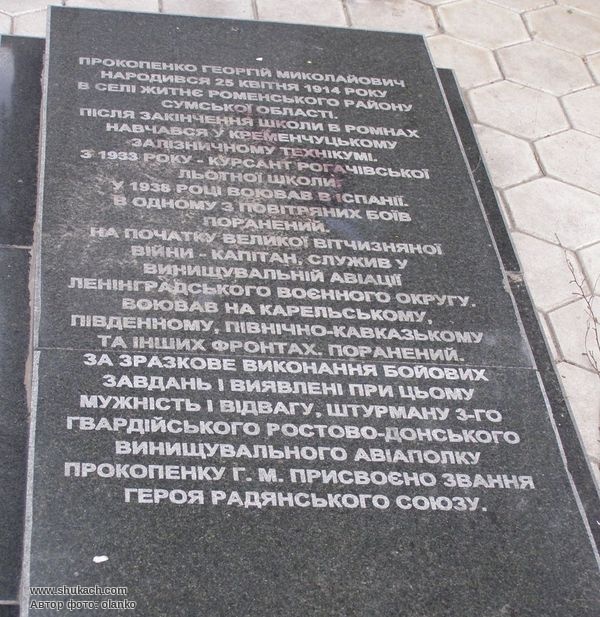 ПРОКОПЕНКО ГЕОРГІЙ МИКОЛАЙОВИЧ
НАРОДИВСЯ 25 КВІТНЯ 1914 РОКУ
В СЕЛІ ЖИТНЄ РОМЕНСЬКОГО РАЙОНУ
СУМСЬКОЇ ОБЛАСТІ.
ПІСЛЯ ЗАКІНЧЕННЯ ШКОЛИ В РОМНАХ
НАВЧАВСЯ У КРЕМЕНЧУЦЬКОМУ
ЗАЛІЗНИЧНОМУ ТЕХНІКУМІ.
З 1933 РОКУ - КУРСАНТ РОГАЧІВСЬКОЇ
ЛЬОТНОЇ ШКОЛИ.
У 1938 РОЦІ ВОЮВАВ В ІСПАНІЇ.
В ОДНОМУ З ПОВІТРЯНИХ БОЇВ
ПОРАНЕНИЙ.
НА ПОЧАТКУ ВЕЛИКОЇ ВІТЧИЗНЯНОЇ
ВІЙНИ - КАПІТАН, СЛУЖИВ У
ВИНИЩУВАЛЬНІЙ АВІАЦІЇ
ЛЕНІНГРАДСЬКОГО ВОЄННОГО ОКРУГУ.
ВОЮВАВ НА КАРЕЛЬСЬКОМУ,
ПІВДЕННОМУ, ПІВНІЧНО-КАВКАЗЬКОМУ
ТА ІНШИХ ФРОНТАХ. ПОРАНЕНИЙ.
ЗА ЗРАЗКОВЕ ВИКОНАННЯ БОЙОВИХ
ЗАВДАНЬ І ВИЯВЛЕНІ ПРИ ЦЬОМУ
МУЖНІСТЬ І ВІДВАГУ, ШТУРМАНУ 3-ГО
ГВАРДІЙСЬКОГО РОСТОВО-ДОНСЬКОГО
ВИНИЩУВАЛЬНОГО АВІАПОЛКУ
ПРОКОПЕНКУ Г. М. ПРИСВОЄНО ЗВАННЯ
ГЕРОЯ РАДЯНСЬКОГО СОЮЗУ.
www.shukach.com
Автор фото: olanko